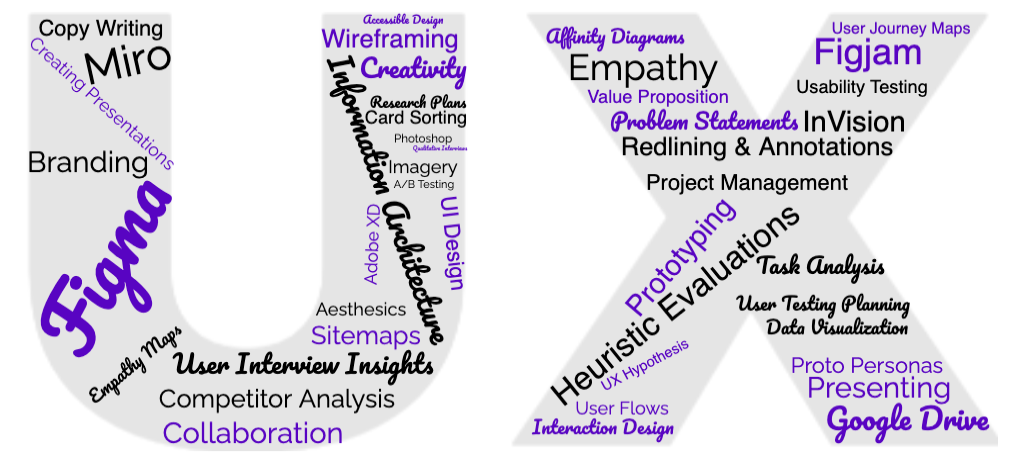 Copy Writing
Miro
Creating Presentations
Branding
Figma
Empathy Maps
Accessible Design
Wireframing
Creativity
Information Architecture
Research Plans
Card Sorting
Photoshop
Qualitative Interviews
Imagery
A/B Testing
Adobe XD
UI Design
Aesthesics
Sitemaps
User Interview Insights
Competitor Analysis
Collaboration
Affinity Diagrams
User Journey Maps
Figjam
Empathy
Usability Testing
Value Proposition
Problem Statements
InVision
Redlining & Annotations
Project Management
Prototyping
Heuristic Evaluations
Task Analysis
User Testing Planning
Data Visualization
UX Hypothesis
User Flows
Interaction Design
Proto Personas
Presenting
Google Drive